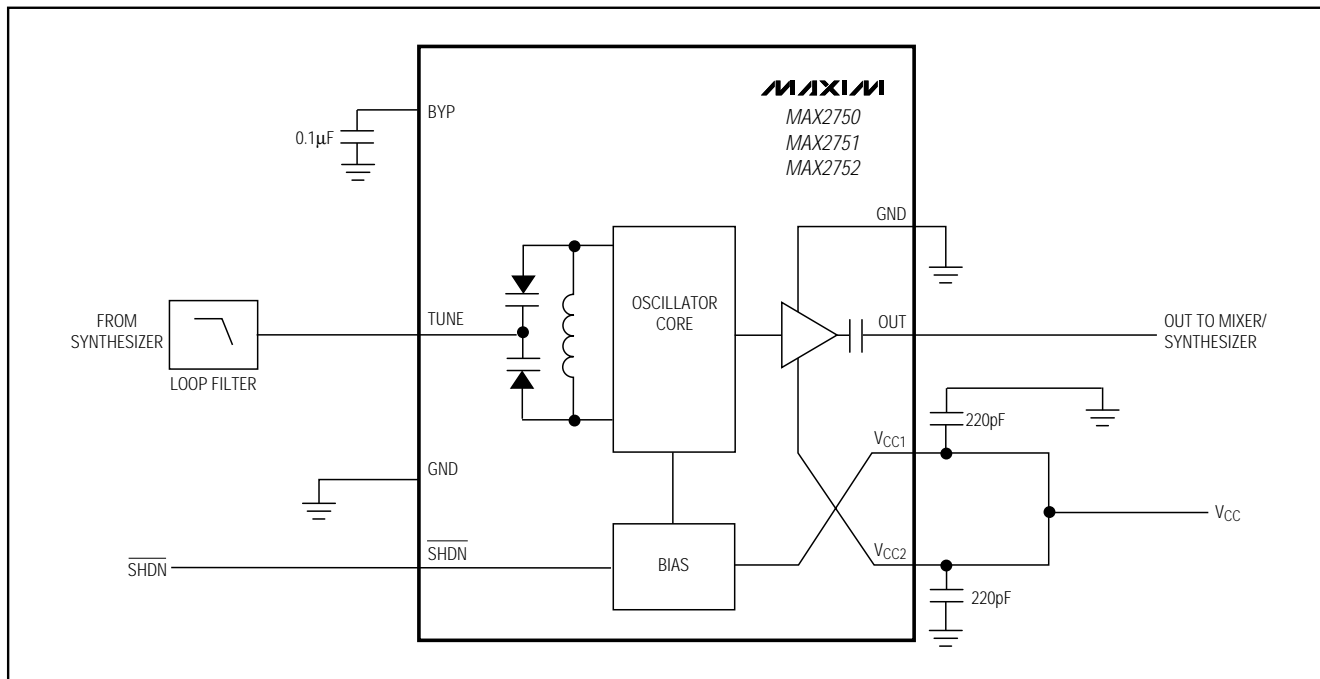 MAXIM
MAX2750
MAX2751
MAX2752
BYP
0.1µF
GND
OSCILLATOR
CORE
TUNE
FROM
SYNTHESIZER
LOOP FILTER
OUT
OUT TO MIXER/
SYNTHESIZER
220pF
VCC1
GND
VCC
SHDN
SHDN
BIAS
VCC2
220pF